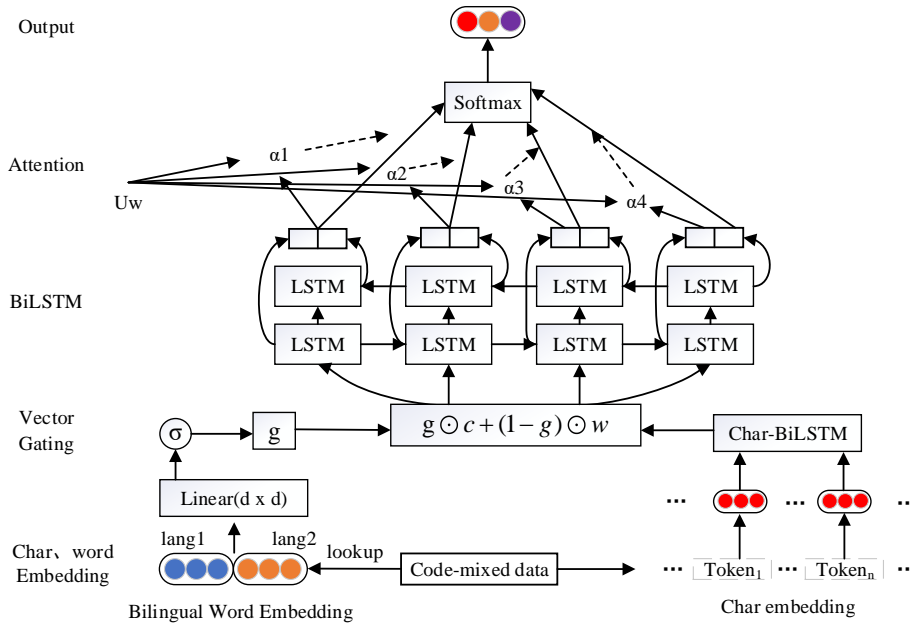 Output
Softmax
Attention
α1
α2
α3
α4
Uw
BiLSTM
LSTM LSTM LSTM LSTM
LSTM LSTM LSTM LSTM
Vector
Gating
σ
g
g ⊙ c + (1 − g) ⊙ w
Char-BiLSTM
Linear(d x d)
... ... ..
lang1 lang2
Char、word
Embedding
lookup
Code-mixed data
... Token₁ ... Tokenₙ ..
Bilingual Word Embedding
Char embedding